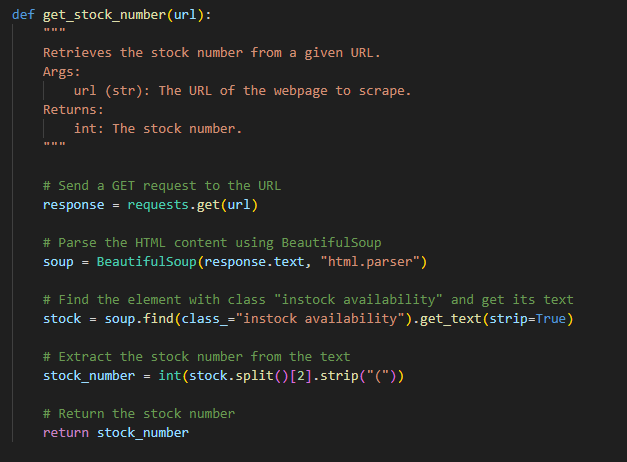 def get_stock_number(url):
    """
    Retrieves the stock number from a given URL.
    Args:
        url (str): The URL of the webpage to scrape.
    Returns:
        int: The stock number.
    """

    # Send a GET request to the URL
    response = requests.get(url)

    # Parse the HTML content using BeautifulSoup
    soup = BeautifulSoup(response.text, "html.parser")

    # Find the element with class "instock availability" and get its text
    stock = soup.find(class_="instock availability").get_text(strip=True)

    # Extract the stock number from the text
    stock_number = int(stock.split()[2].strip("("))

    # Return the stock number
    return stock_number